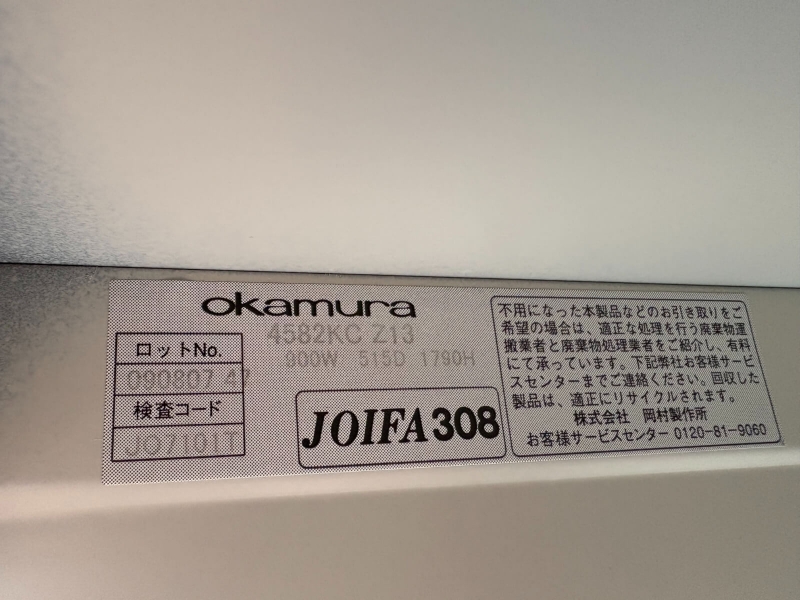 okamura
4582KC Z13
900W 515D 1790H
ロットNo.
090807 47
検査コード
JO7101T
JOIFA308
不用になった本製品などのお引き取りをご
希望の場合は、適正な処理を行う廃棄物運
搬業者と廃棄物処理業者をご紹介し、有料
にて承っています。下記弊社お客様サービ
スセンターまでご連絡ください。回収した
製品は、適正にリサイクルされます。
株式会社 岡村製作所
お客様サービスセンター 0120-81-9060